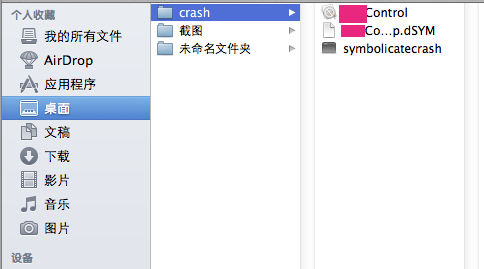 个人收藏
我的所有文件
AirDrop
应用程序
桌面
文稿
下载
影片
音乐
图片
设备
crash
截图
未命名文件夹
Control
Co...p.dSYM
symbolicatecrash